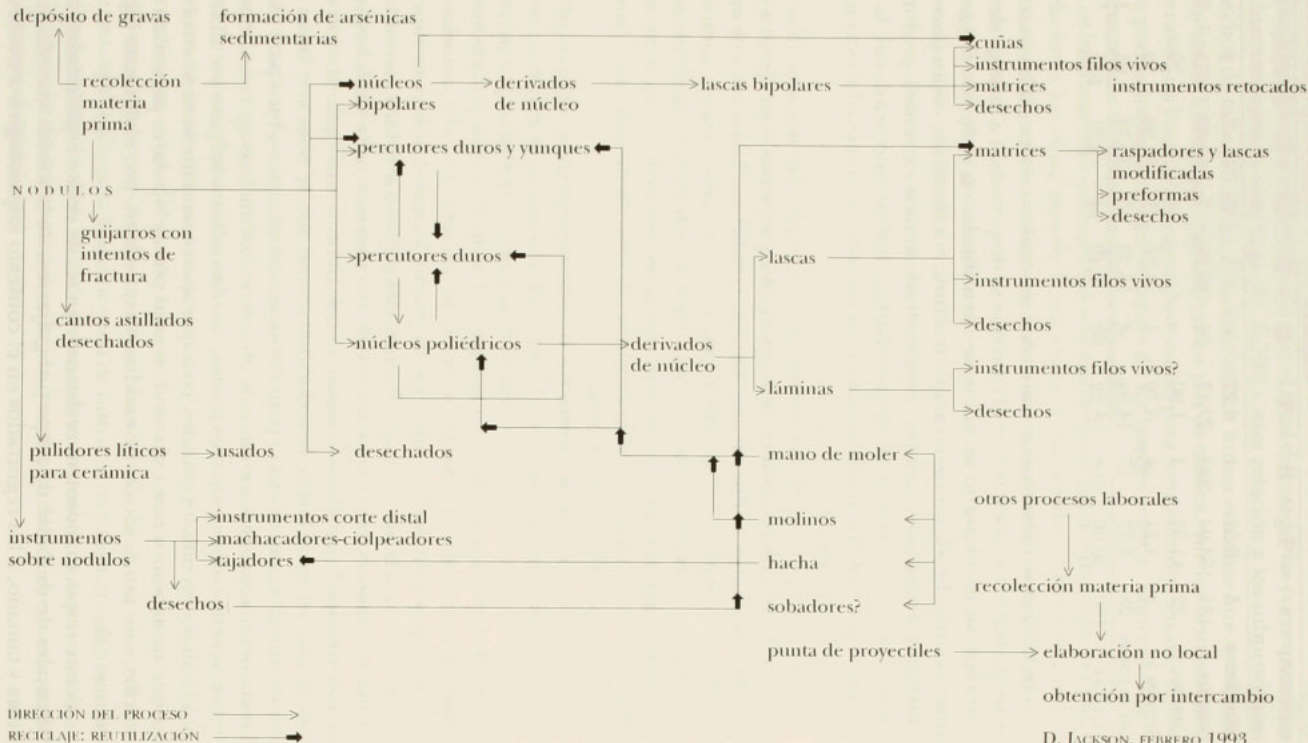 depósito de gravas
formación de arsénicas
sedimentarias
recolección
materia
prima
NODULOS
guijarros con
intentos de
fractura
cantos astillados
desechados
pulidores líticos
para cerámica
usados
instrumentos
sobre nodulos
instrumentos corte distal
machacadores-ciolpeadores
tajadores
desechos
núcleos
bipolares
derivados
de núcleo
lascas bipolares
cuñas
instrumentos filos vivos
matrices
instrumentos retocados
desechos
percutores duros y yunques
percutores duros
núcleos poliédricos
desechados
derivados
de núcleo
lascas
matrices
raspadores y lascas
modificadas
preformas
desechos
instrumentos filos vivos
desechos
láminas
instrumentos filos vivos?
desechos
mano de moler
molinos
hacha
sobadores?
punta de proyectiles
otros procesos laborales
recolección materia prima
elaboración no local
obtención por intercambio
DIRECCIÓN DEL PROCESO
RECICLAJE: REUTILIZACIÓN
D. JACKSON, FEBRERO 1993